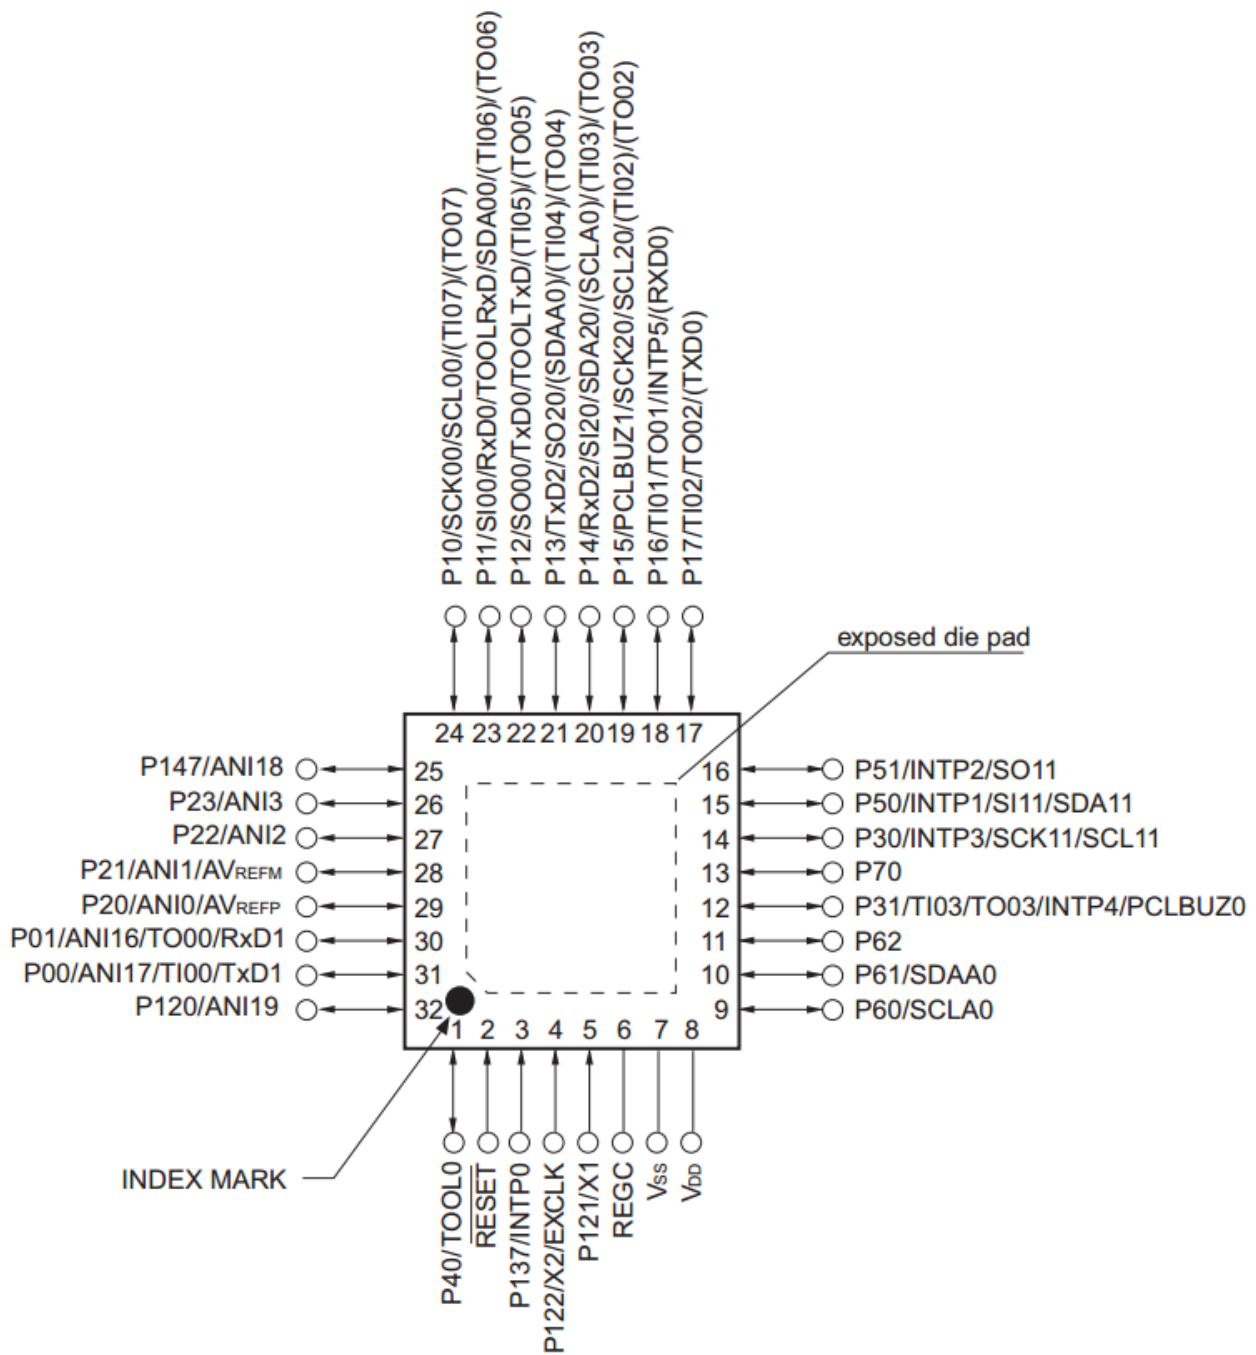 P10/SCK00/SCL00/(TI07)/(TO07)
P11/SI00/RxD0/TOOLRxD/SDA00/(TI06)/(TO06)
P12/SO00/TxD0/TOOLTxD/(TI05)/(TO05)
P13/TxD2/SO20/(SDAA0)/(TI04)/(TO04)
P14/RxD2/SI20/SDA20/(SCLA0)/(TI03)/(TO03)
P15/PCLBUZ1/SCK20/SCL20/(TI02)/(TO02)
P16/TI01/TO01/INTP5/(RXD0)
P17/TI02/TO02/(TXD0)
exposed die pad
24 23 22 21 20 19 18 17
P147/ANI18 25
P23/ANI3 26
P22/ANI2 27
P21/ANI1/AVREFM 28
P20/ANI0/AVREFP 29
P01/ANI16/TO00/RxD1 30
P00/ANI17/TI00/TxD1 31
P120/ANI19 32
16 P51/INTP2/SO11
15 P50/INTP1/SI11/SDA11
14 P30/INTP3/SCK11/SCL11
13 P70
12 P31/TI03/TO03/INTP4/PCLBUZ0
11 P62
10 P61/SDAA0
9 P60/SCLA0
1 2 3 4 5 6 7 8
INDEX MARK
P40/TOOL0
RESET
P137/INTP0
P122/X2/EXCLK
P121/X1
REGC
VSS
VDD